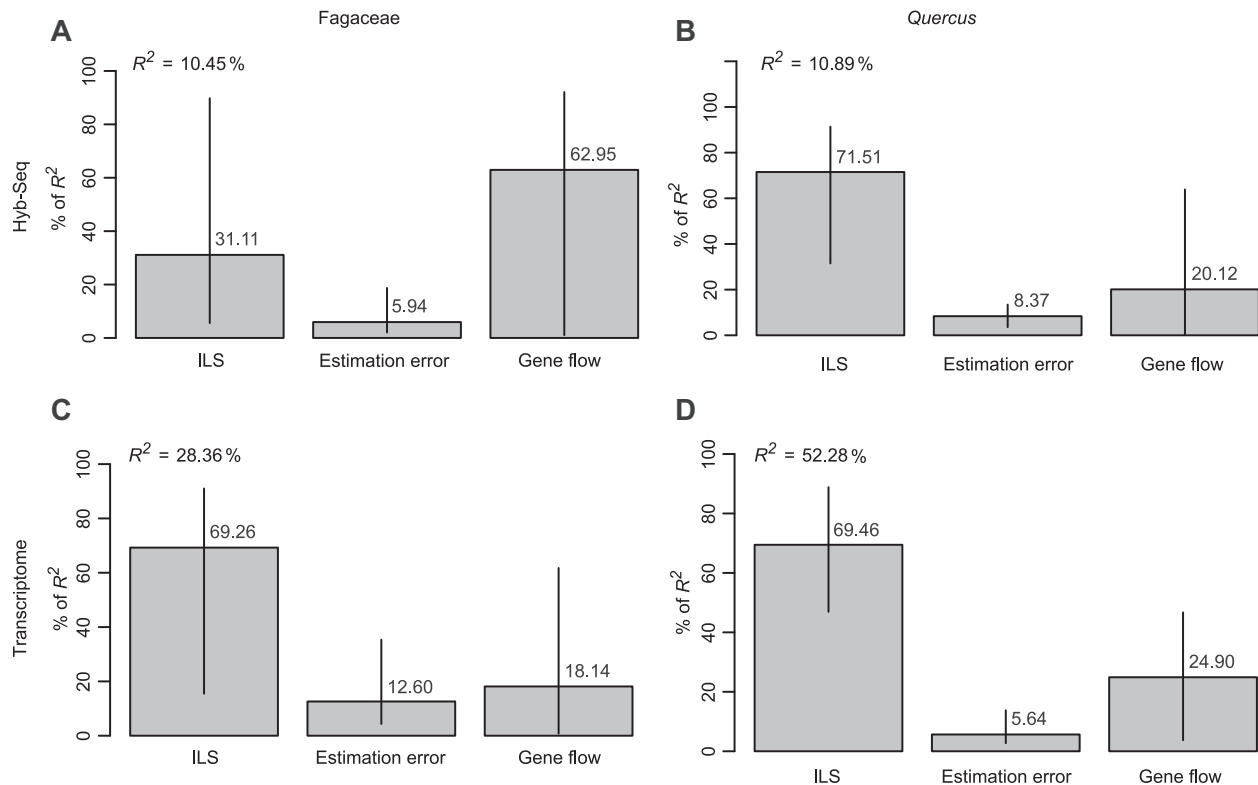 Fagaceae
Quercus
Hyb-Seq
Transcriptome
A
R² = 10.45 %
% of R²
100
80
60
40
20
0
31.11
5.94
62.95
ILS
Estimation error
Gene flow
B
R² = 10.89 %
% of R²
100
80
60
40
20
0
71.51
8.37
20.12
ILS
Estimation error
Gene flow
C
R² = 28.36 %
% of R²
100
80
60
40
20
0
69.26
12.60
18.14
ILS
Estimation error
Gene flow
D
R² = 52.28 %
% of R²
100
80
60
40
20
0
69.46
5.64
24.90
ILS
Estimation error
Gene flow